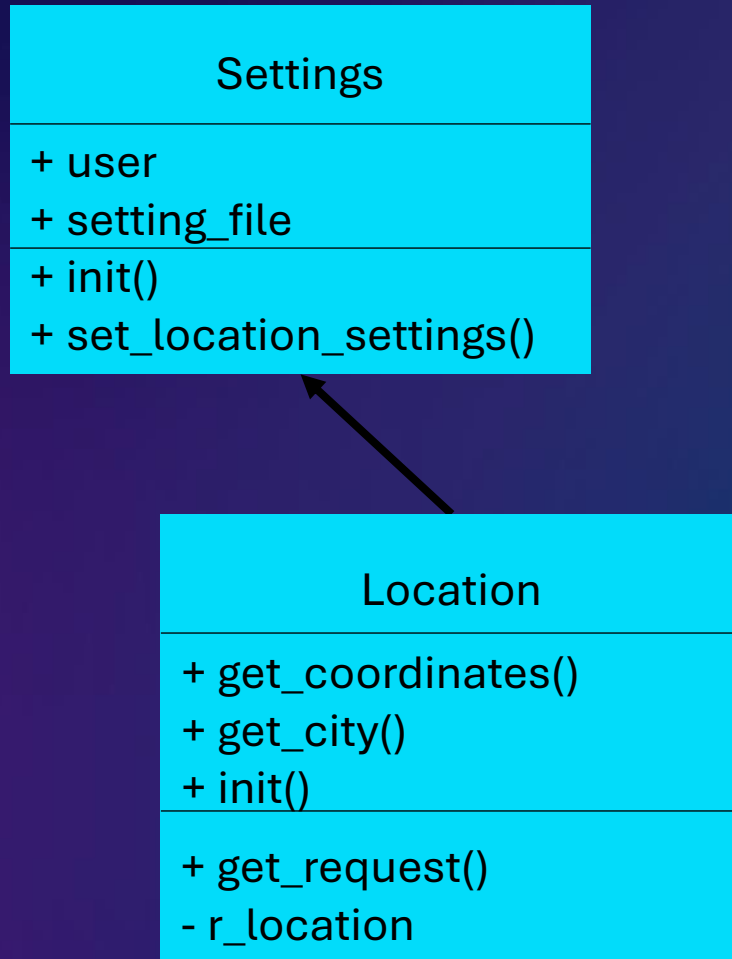 Settings
+ user
+ setting_file
+ init()
+ set_location_settings()
Location
+ get_coordinates()
+ get_city()
+ init()
+ get_request()
- r_location